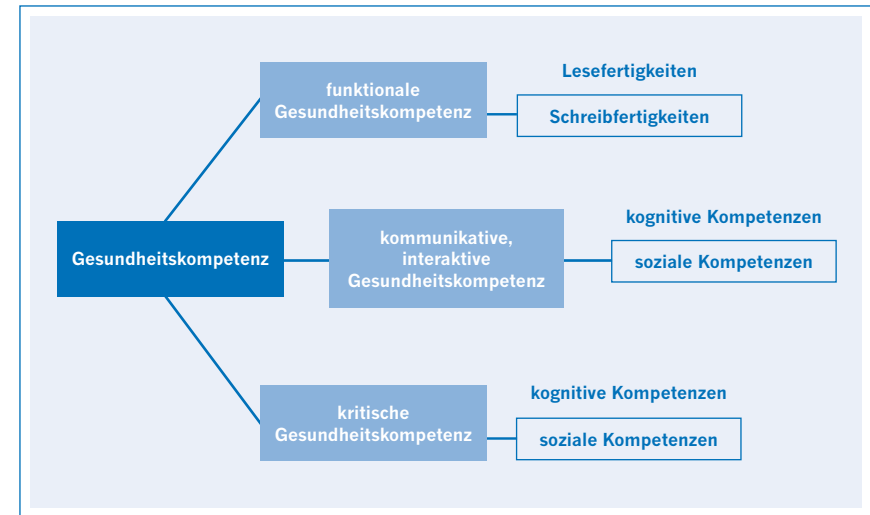 funktionale
Gesundheitskompetenz
Lesefertigkeiten
Schreibfertigkeiten
Gesundheitskompetenz
kommunikative,
interaktive
Gesundheitskompetenz
kognitive Kompetenzen
soziale Kompetenzen
kritische
Gesundheitskompetenz
kognitive Kompetenzen
soziale Kompetenzen